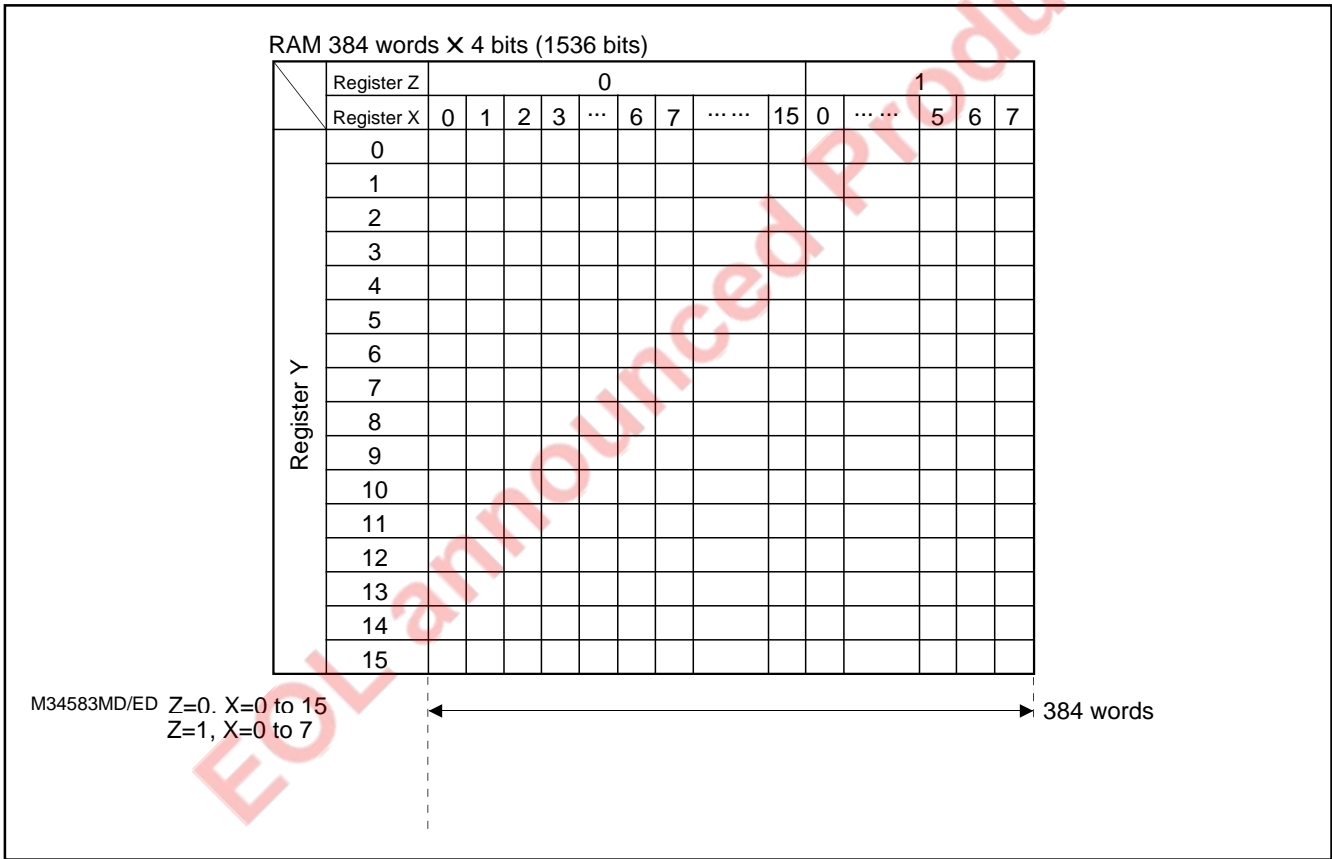 RAM 384 words × 4 bits (1536 bits)
Register Z 0 1
Register X 0 1 2 3 ... 6 7 ... ... 15 0 ... ... 5 6 7
Register Y
0
1
2
3
4
5
6
7
8
9
10
11
12
13
14
15
M34583MD/ED Z=0, X=0 to 15
Z=1, X=0 to 7
384 words
EOL announced Produ